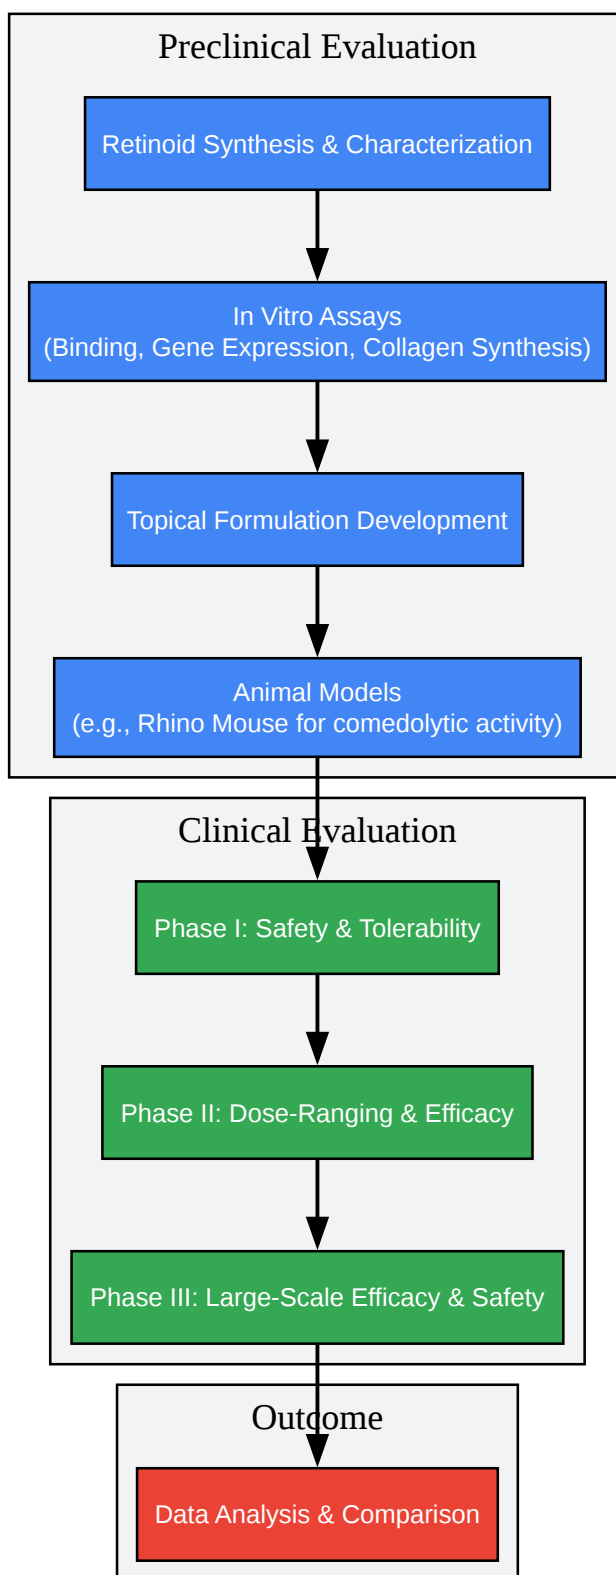 Preclinical Evaluation
Retinoid Synthesis & Characterization
In Vitro Assays
(Binding, Gene Expression, Collagen Synthesis)
Topical Formulation Development
Animal Models
(e.g., Rhino Mouse for comedolytic activity)
Clinical Evaluation
Phase I: Safety & Tolerability
Phase II: Dose-Ranging & Efficacy
Phase III: Large-Scale Efficacy & Safety
Outcome
Data Analysis & Comparison